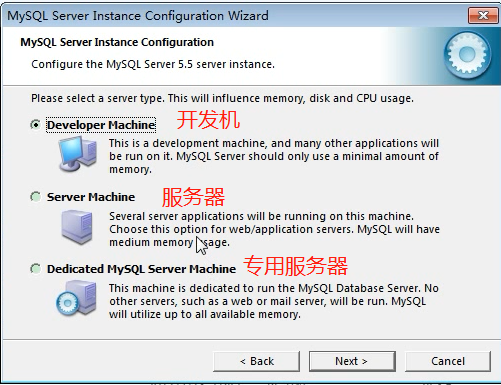 MySQL Server Instance Configuration Wizard
MySQL Server Instance Configuration
Configure the MySQL Server 5.5 server instance.
Please select a server type. This will influence memory, disk and CPU usage.
Developer Machine 开发机
This is a development machine, and many other applications will
be run on it. MySQL Server should only use a minimal amount of
memory.
Server Machine 服务器
Several server applications will be running on this machine.
Choose this option for web/application servers. MySQL will have
medium memory usage.
Dedicated MySQL Server Machine 专用服务器
This machine is dedicated to run the MySQL Database Server. No
other servers, such as a web or mail server, will be run. MySQL
will utilize up to all available memory.
< Back Next > Cancel